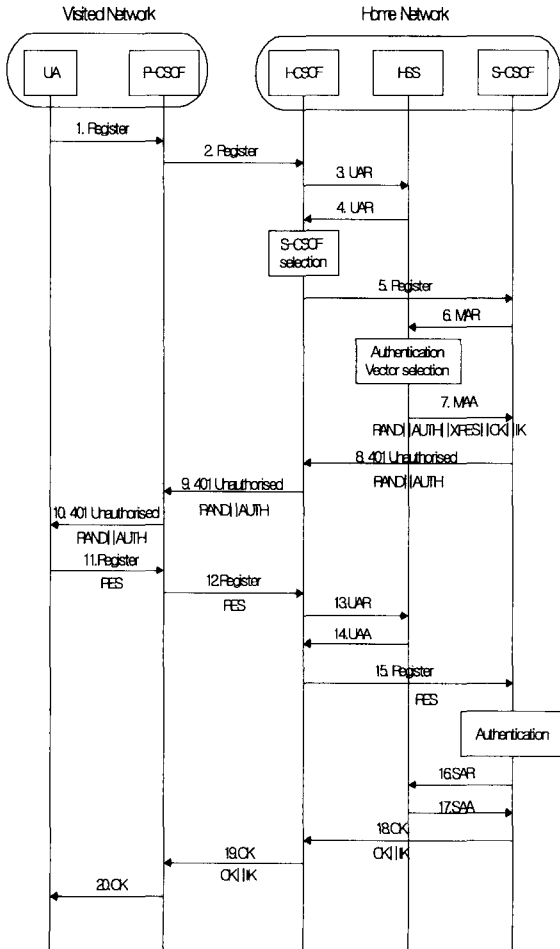 Visited Network
Home Network
UA
P-CSCF
I-CSCF
HSS
S-CSCF
1. Register
2. Register
3. UAR
4. UAR
S-CSCF
selection
5. Register
6. MAR
Authentication
Vector selection
7. MAA
RAND||AUTH||XRES||CK||IK
8. 401 Unauthorised
RAND||AUTH
9. 401 Unauthorised
RAND||AUTH
10. 401 Unauthorised
RAND||AUTH
11.Register
RES
12.Register
RES
13.UAR
14.UAA
15. Register
RES
Authentication
16.SAR
17.SAA
18.OK
CK||IK
19.OK
CK||IK
20.OK